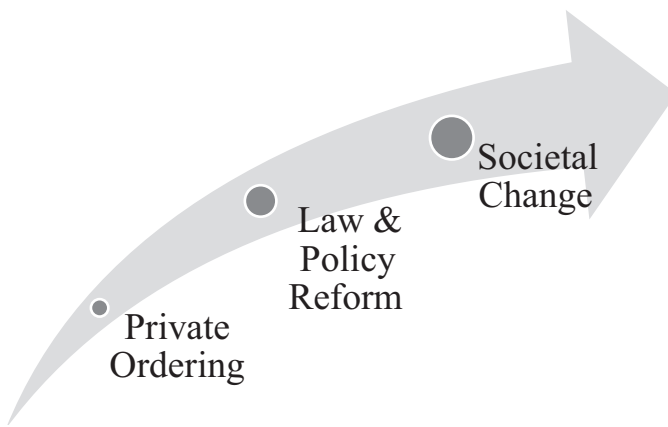 Societal
Change
Law &
Policy
Reform
Private
Ordering